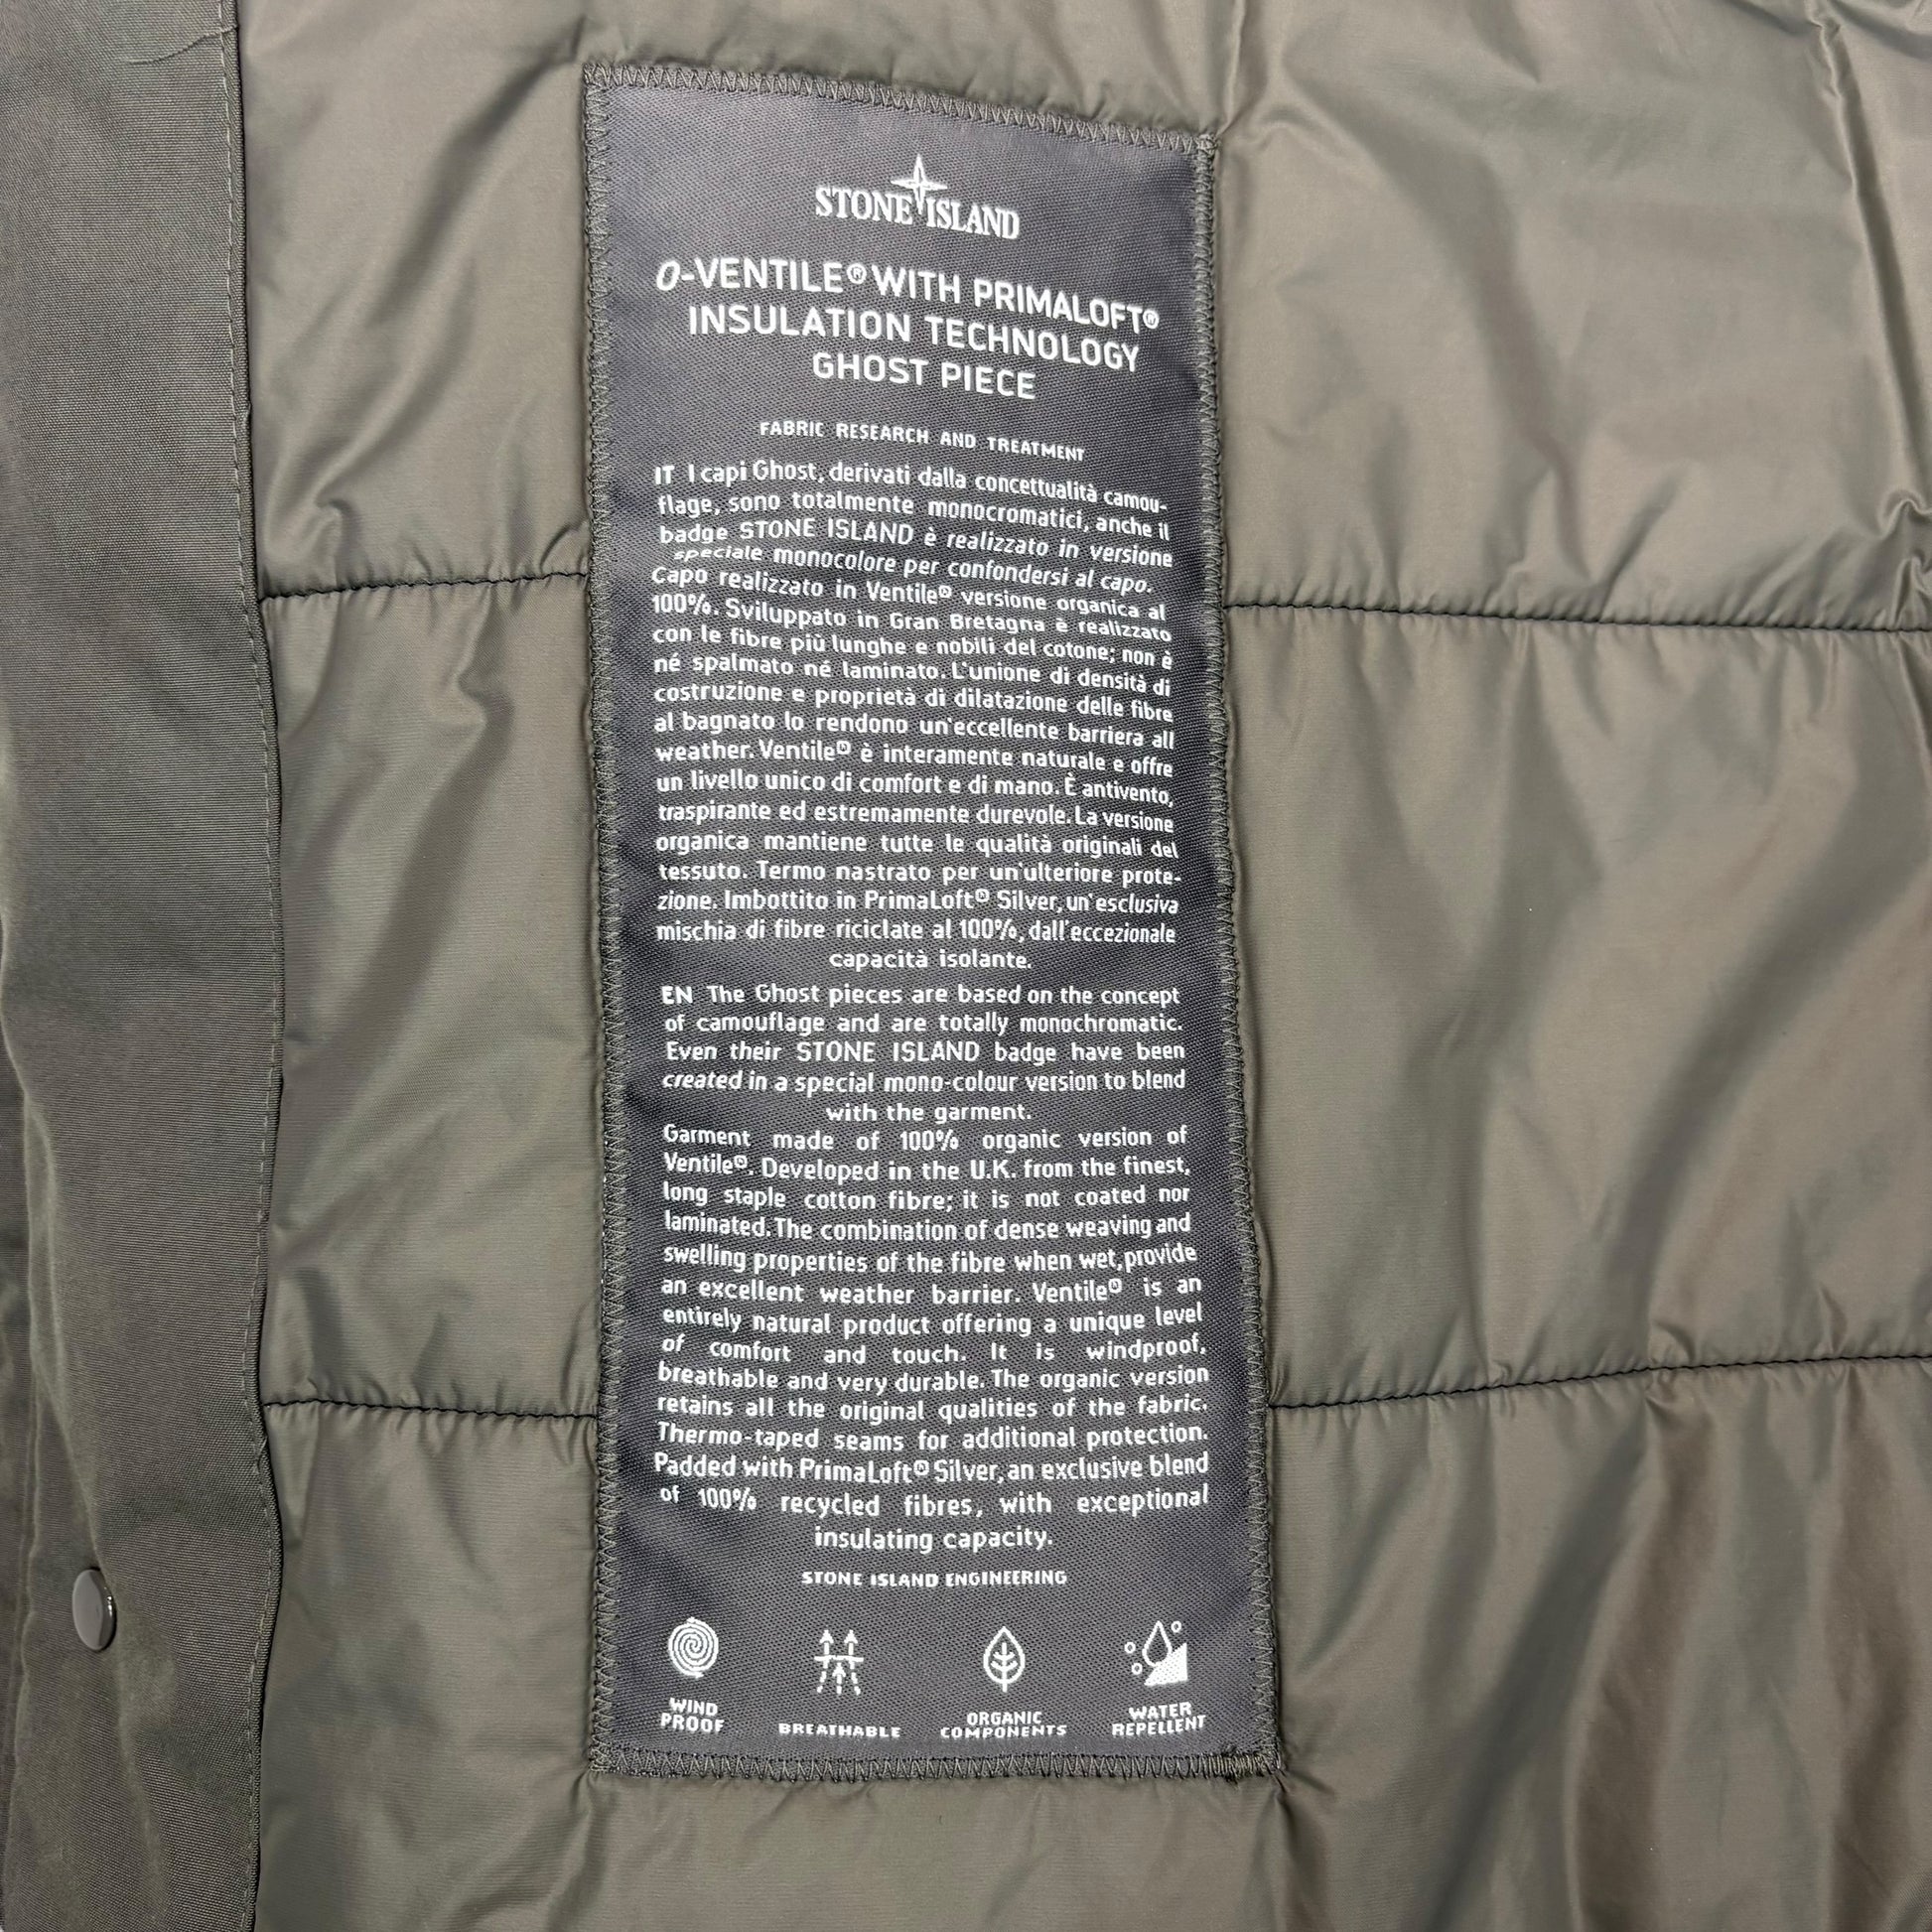 STONE ISLAND
O-VENTILE® WITH PRIMALOFT®
INSULATION TECHNOLOGY
GHOST PIECE
FABRIC RESEARCH AND TREATMENT
IT I capi Ghost, derivati dalla concettualità camou-
flage, sono totalmente monocromatici, anche il
badge STONE ISLAND è realizzato in versione
speciale monocolore per confondersi al capo.
Capo realizzato in Ventile® versione organica al
100%. Sviluppato in Gran Bretagna è realizzato
con le fibre più lunghe e nobili del cotone; non è
né spalmato né laminato. L'unione di densità di
costruzione e proprietà di dilatazione delle fibre
al bagnato lo rendono un'eccellente barriera all
weather. Ventile® è interamente naturale e offre
un livello unico di comfort e di mano. È antivento,
traspirante ed estremamente durevole. La versione
organica mantiene tutte le qualità originali del
tessuto. Termo nastrato per un'ulteriore prote-
zione. Imbottito in PrimaLoft® Silver, un'esclusiva
mischia di fibre riciclate al 100%, dall'eccezionale
capacità isolante.
EN The Ghost pieces are based on the concept
of camouflage and are totally monochromatic.
Even their STONE ISLAND badge have been
created in a special mono-colour version to blend
with the garment.
Garment made of 100% organic version of
Ventile®. Developed in the U.K. from the finest,
long staple cotton fibre; it is not coated nor
laminated. The combination of dense weaving and
swelling properties of the fibre when wet, provide
an excellent weather barrier. Ventile® is an
entirely natural product offering a unique level
of comfort and touch. It is windproof,
breathable and very durable. The organic version
retains all the original qualities of the fabric.
Thermo-taped seams for additional protection.
Padded with PrimaLoft® Silver, an exclusive blend
of 100% recycled fibres, with exceptional
insulating capacity.
STONE ISLAND ENGINEERING
WIND
PROOF
BREATHABLE
ORGANIC
COMPONENTS
WATER
REPELLENT